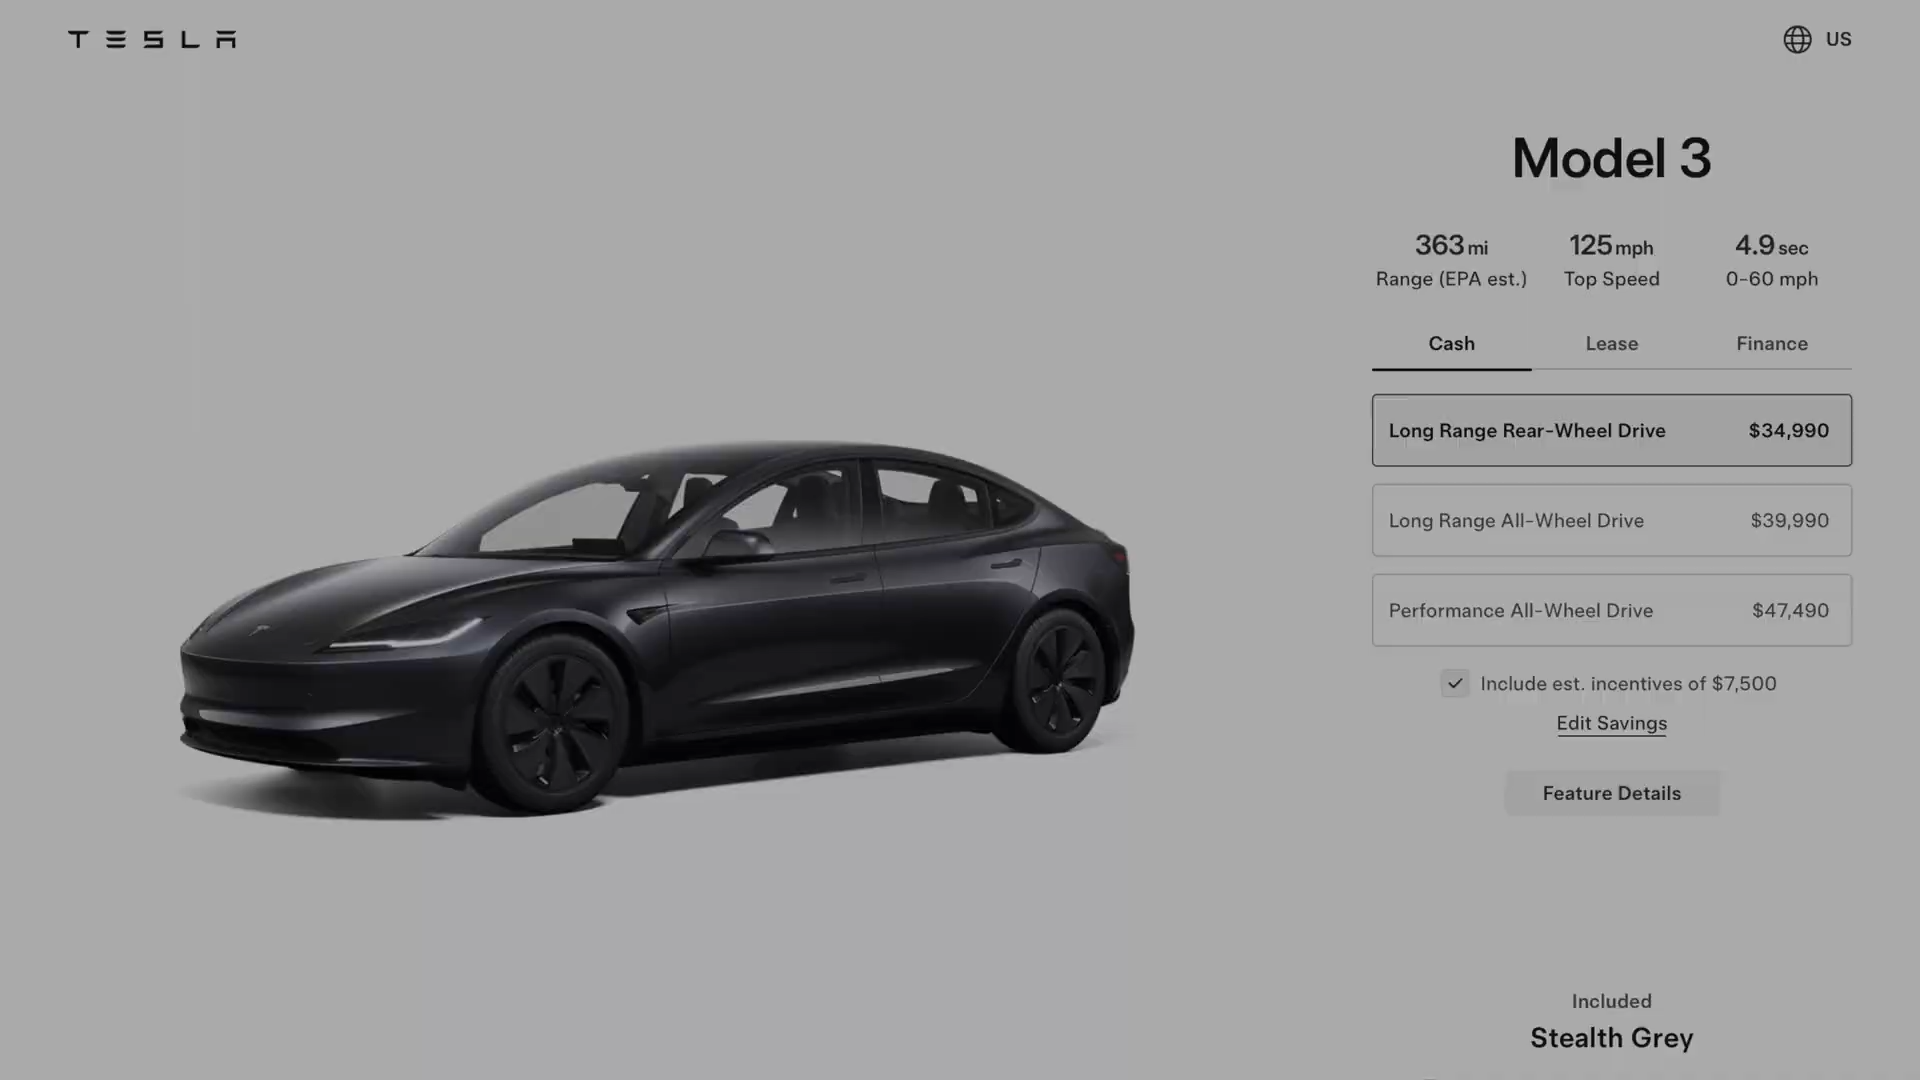 TESLA
US
Model 3
363 mi
Range (EPA est.)
125 mph
Top Speed
4.9 sec
0-60 mph
Cash
Lease
Finance
Long Range Rear-Wheel Drive $34,990
Long Range All-Wheel Drive $39,990
Performance All-Wheel Drive $47,490
Include est. incentives of $7,500
Edit Savings
Feature Details
Included
Stealth Grey